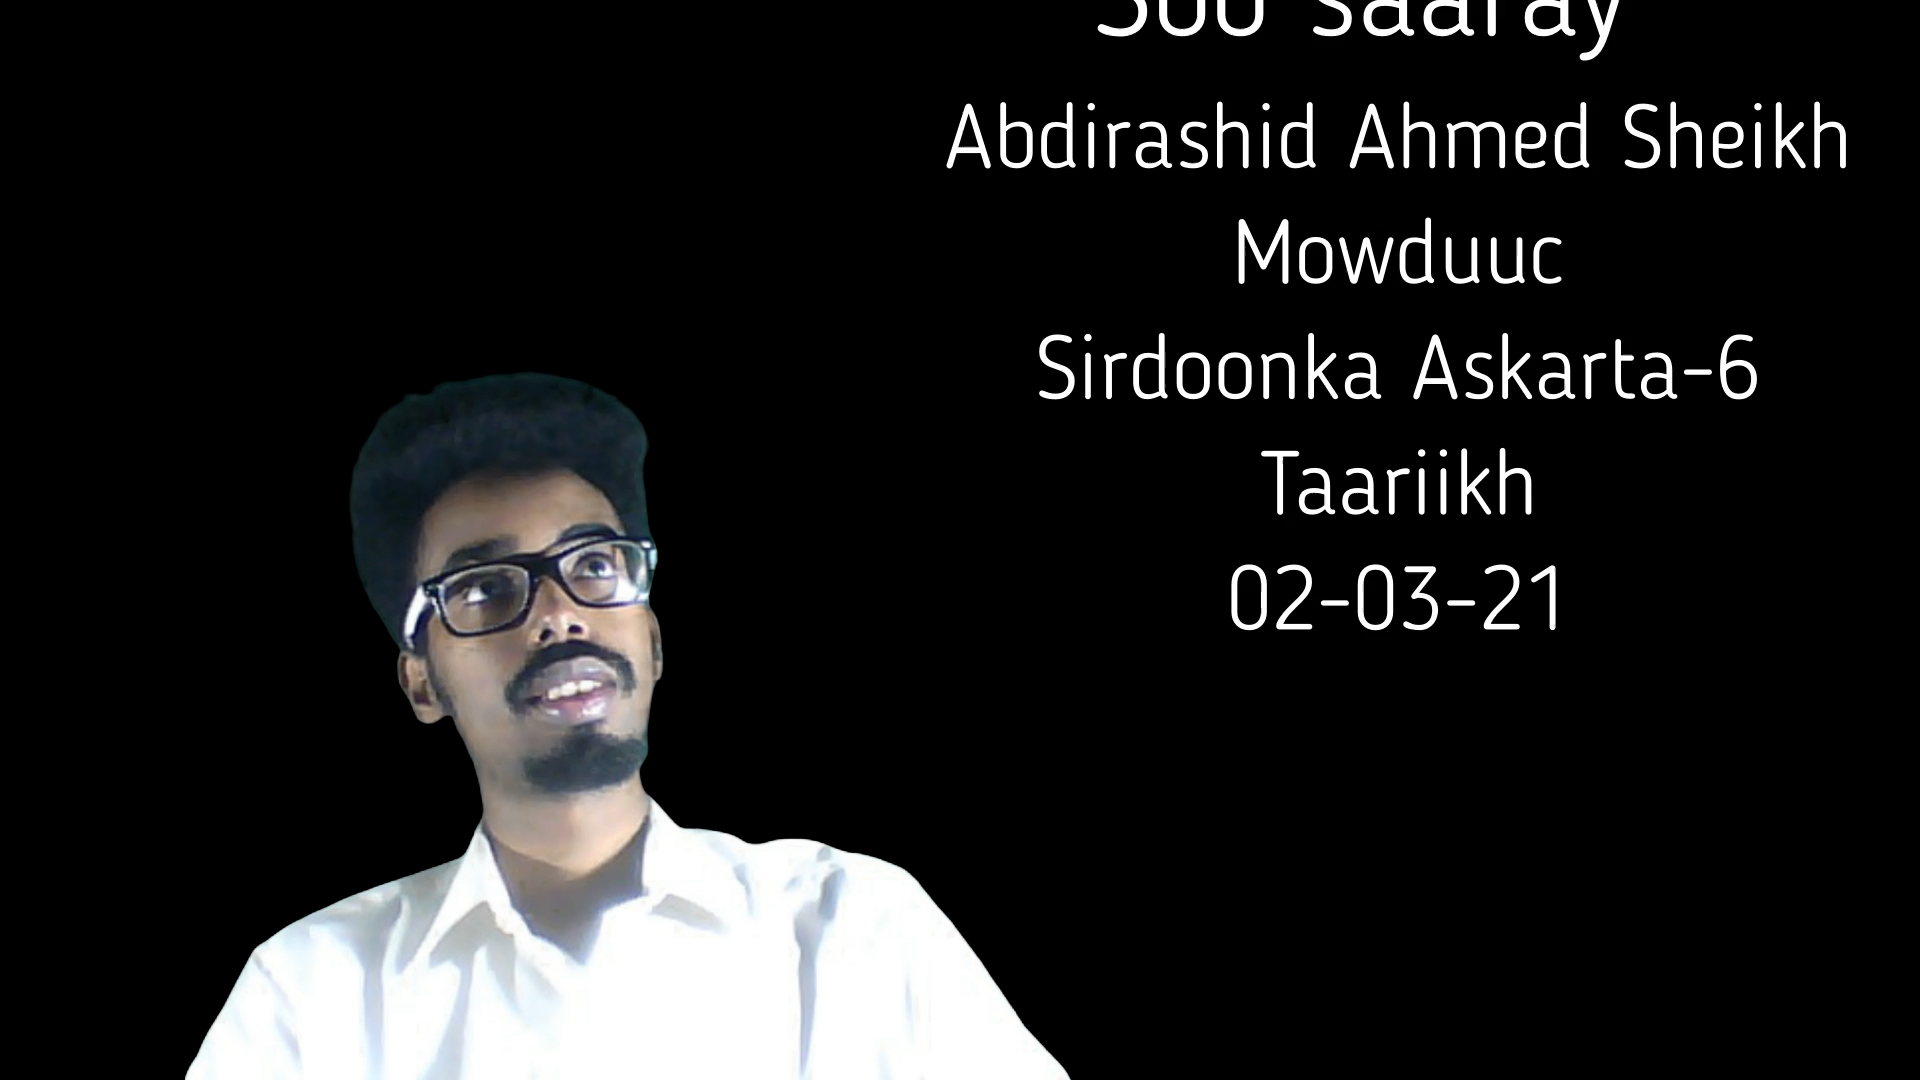 Soo saaray
Abdirashid Ahmed Sheikh
Mowduuc
Sirdoonka Askarta-6
Taariikh
02-03-21